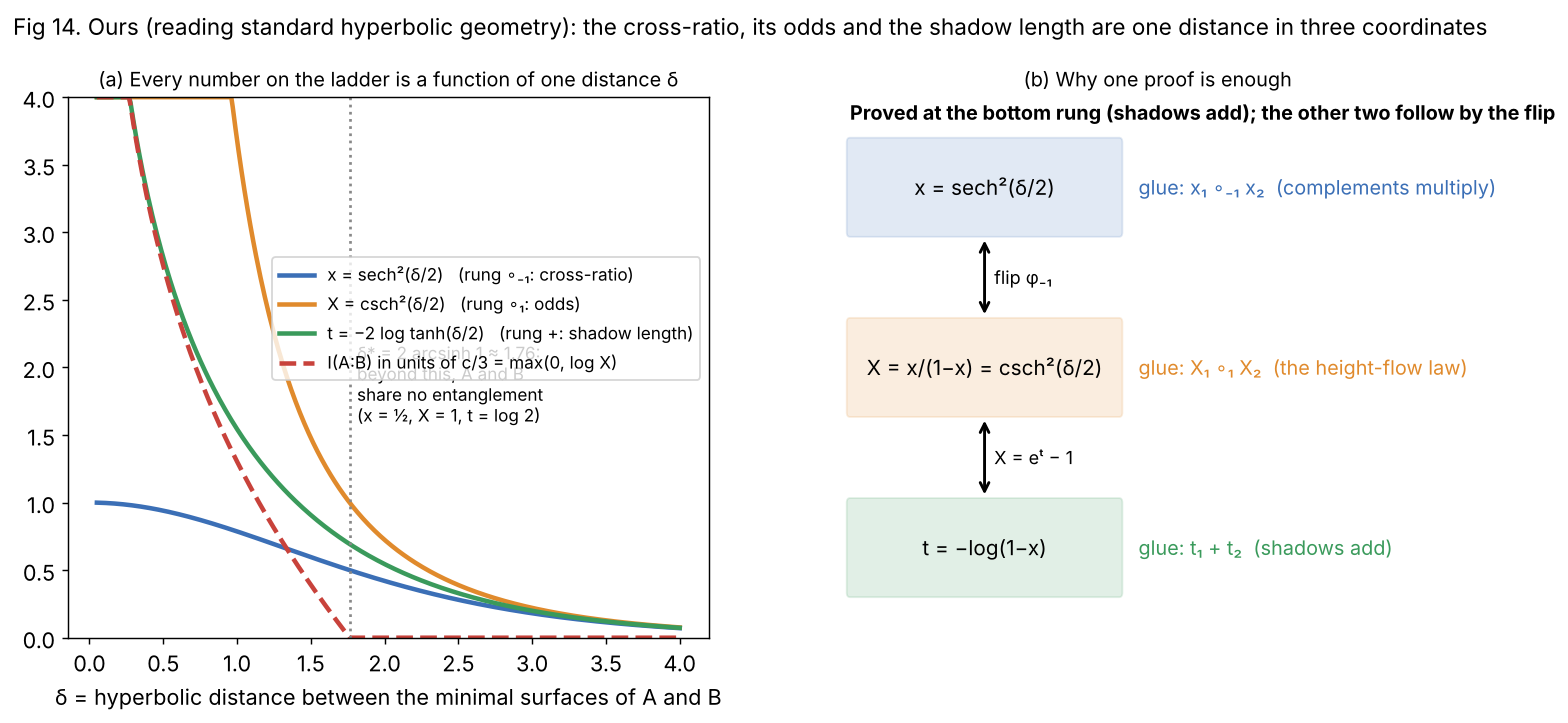 Fig 14. Ours (reading standard hyperbolic geometry): the cross-ratio, its odds and the shadow length are one distance in three coordinates
(a) Every number on the ladder is a function of one distance δ
4.0
3.5
3.0
2.5
2.0
1.5
1.0
0.5
0.0
x = sech²(δ/2) (rung ∘₋₁: cross-ratio)
X = csch²(δ/2) (rung ∘₁: odds)
t = −2 log tanh(δ/2) (rung +: shadow length)
I(A:B) in units of c/3 = max(0, log X)
δ* = 2 arcsinh 1 ≈ 1.76:
beyond this, A and B
share no entanglement
(x = ½, X = 1, t = log 2)
0.0 0.5 1.0 1.5 2.0 2.5 3.0 3.5 4.0
δ = hyperbolic distance between the minimal surfaces of A and B
(b) Why one proof is enough
Proved at the bottom rung (shadows add); the other two follow by the flip
x = sech²(δ/2)
glue: x₁ ∘₋₁ x₂ (complements multiply)
flip φ₋₁
X = x/(1−x) = csch²(δ/2)
glue: X₁ ∘₁ X₂ (the height-flow law)
X = eᵗ − 1
t = −log(1−x)
glue: t₁ + t₂ (shadows add)